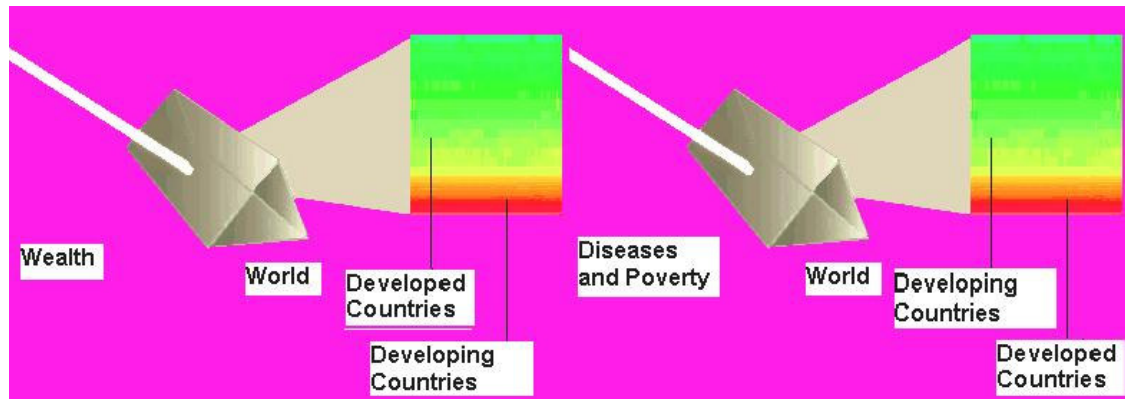 Wealth
World
Developed
Countries
Developing
Countries
Diseases
and Poverty
World
Developing
Countries
Developed
Countries